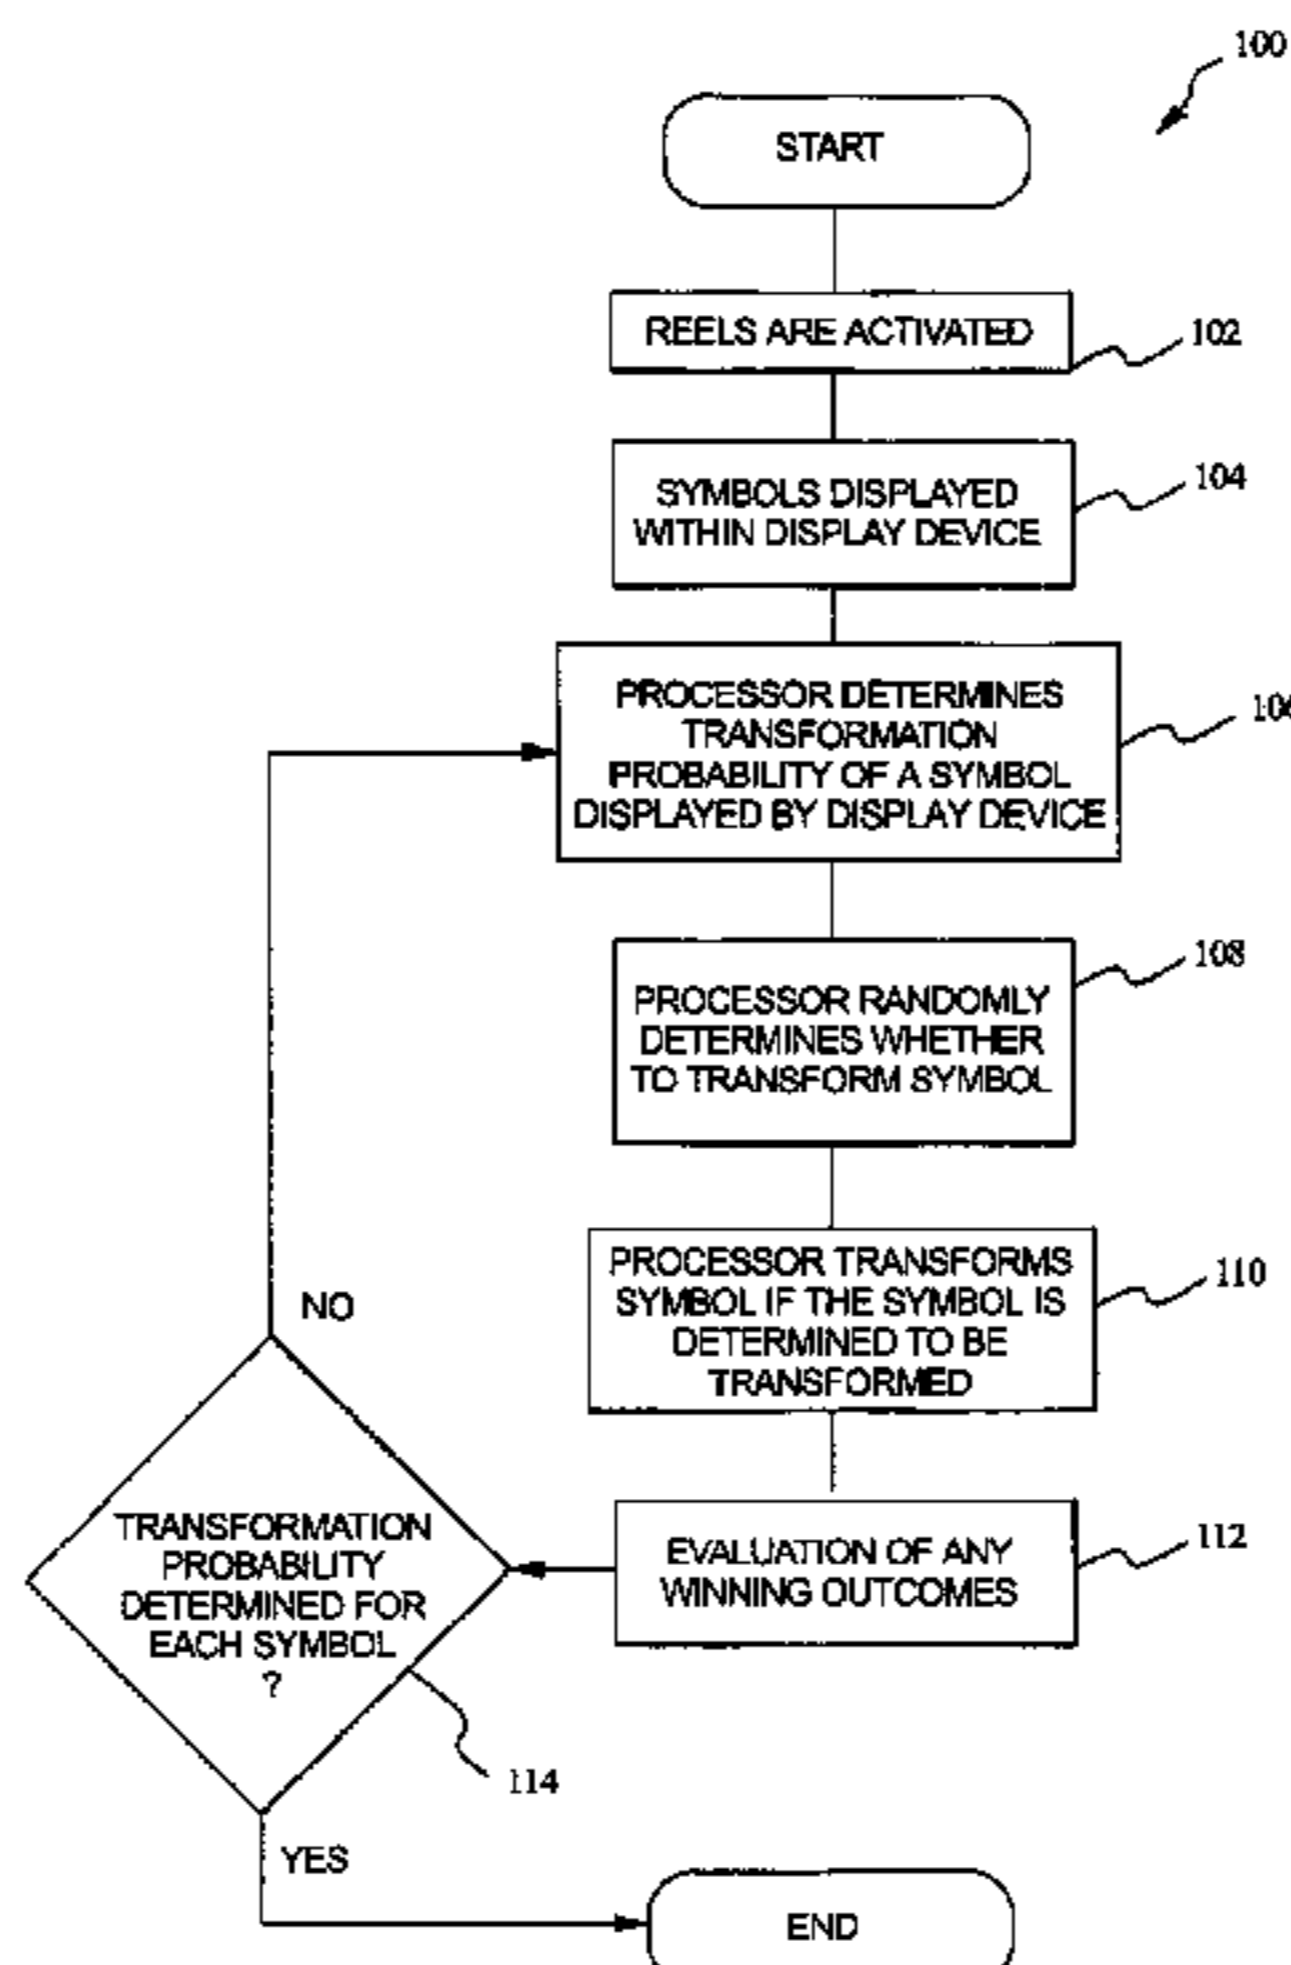 100
START
REELS ARE ACTIVATED
102
SYMBOLS DISPLAYED
WITHIN DISPLAY DEVICE
104
PROCESSOR DETERMINES
TRANSFORMATION
PROBABILITY OF A SYMBOL
DISPLAYED BY DISPLAY DEVICE
106
PROCESSOR RANDOMLY
DETERMINES WHETHER
TO TRANSFORM SYMBOL
108
PROCESSOR TRANSFORMS
SYMBOL IF THE SYMBOL IS
DETERMINED TO BE
TRANSFORMED
110
NO
EVALUATION OF ANY
WINNING OUTCOMES
112
TRANSFORMATION
PROBABILITY
DETERMINED FOR
EACH SYMBOL
?
114
YES
END